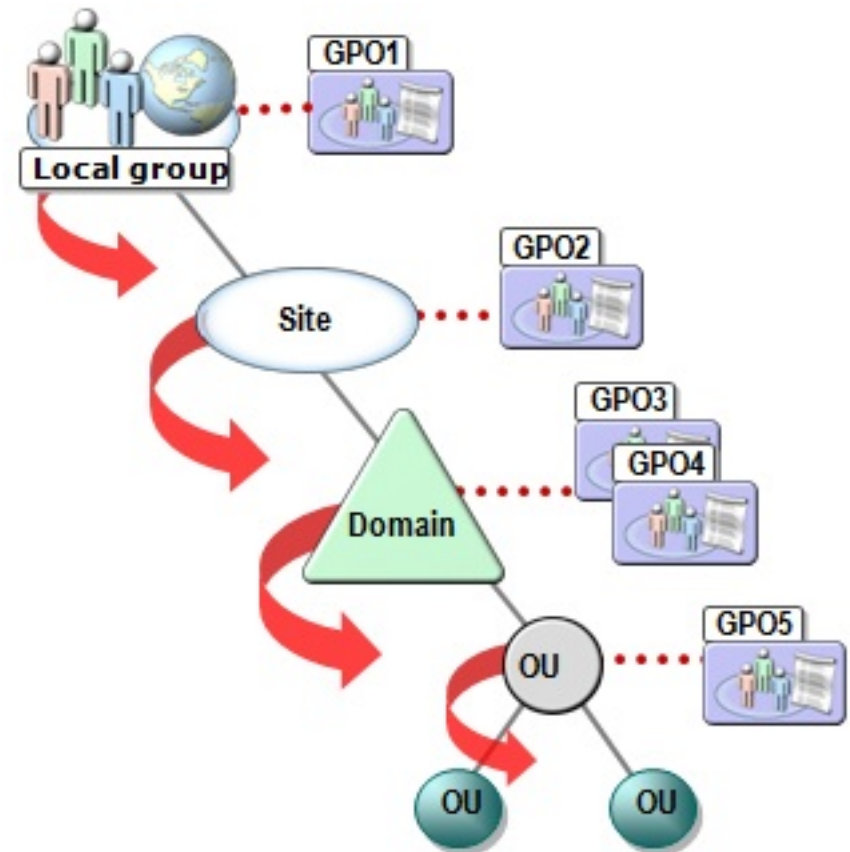 GPO1
Local group
GPO2
Site
GPO3
GPO4
Domain
GPO5
OU
OU
OU